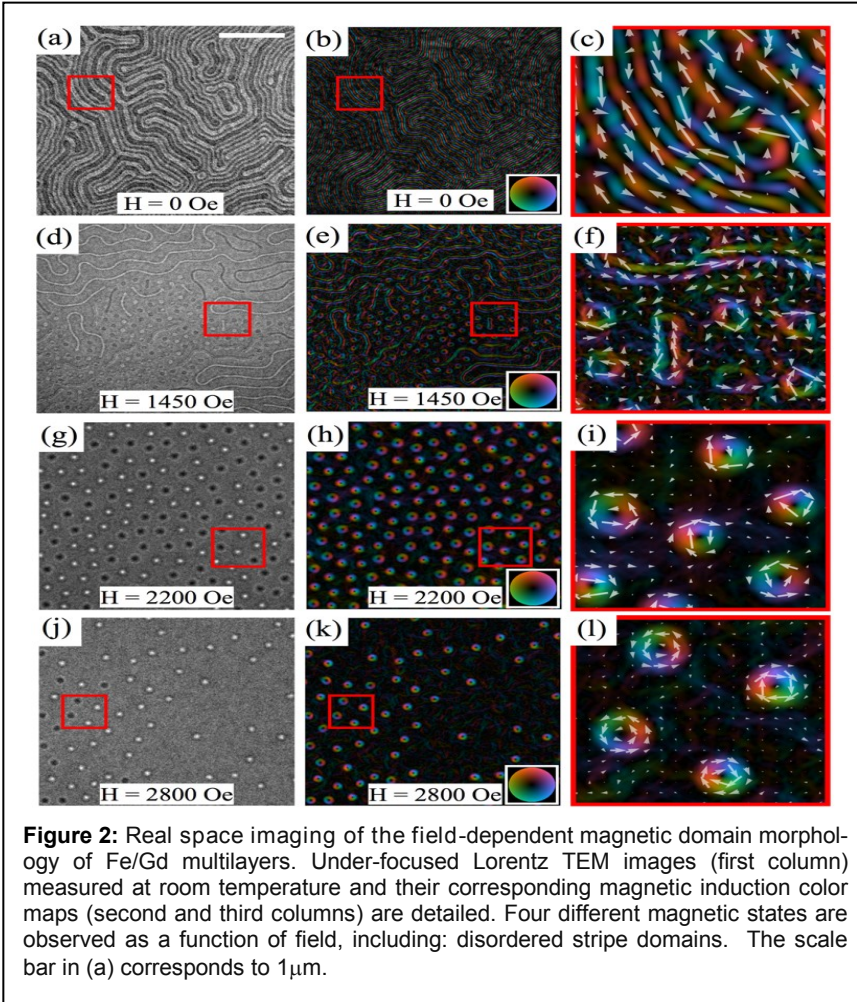 (a)
(b)
(c)
H = 0 Oe
H = 0 Oe
(d)
(e)
(f)
H = 1450 Oe
H = 1450 Oe
(g)
(h)
(i)
H = 2200 Oe
H = 2200 Oe
(j)
(k)
(l)
H = 2800 Oe
H = 2800 Oe
Figure 2: Real space imaging of the field-dependent magnetic domain morphol-
ogy of Fe/Gd multilayers. Under-focused Lorentz TEM images (first column)
measured at room temperature and their corresponding magnetic induction color
maps (second and third columns) are detailed. Four different magnetic states are
observed as a function of field, including: disordered stripe domains. The scale
bar in (a) corresponds to 1μm.